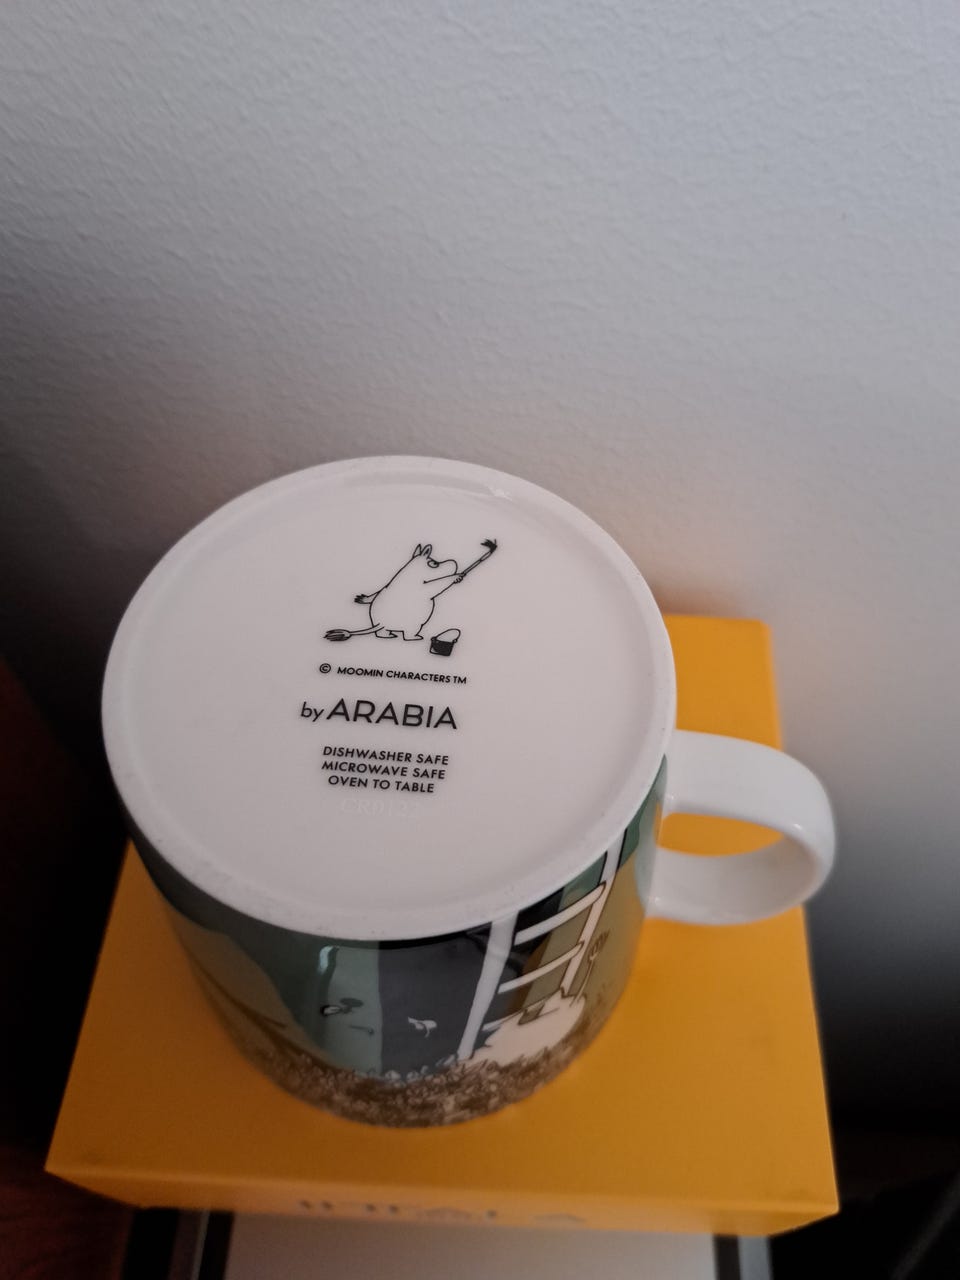 © MOOMIN CHARACTERS TM
by ARABIA
DISHWASHER SAFE
MICROWAVE SAFE
OVEN TO TABLE